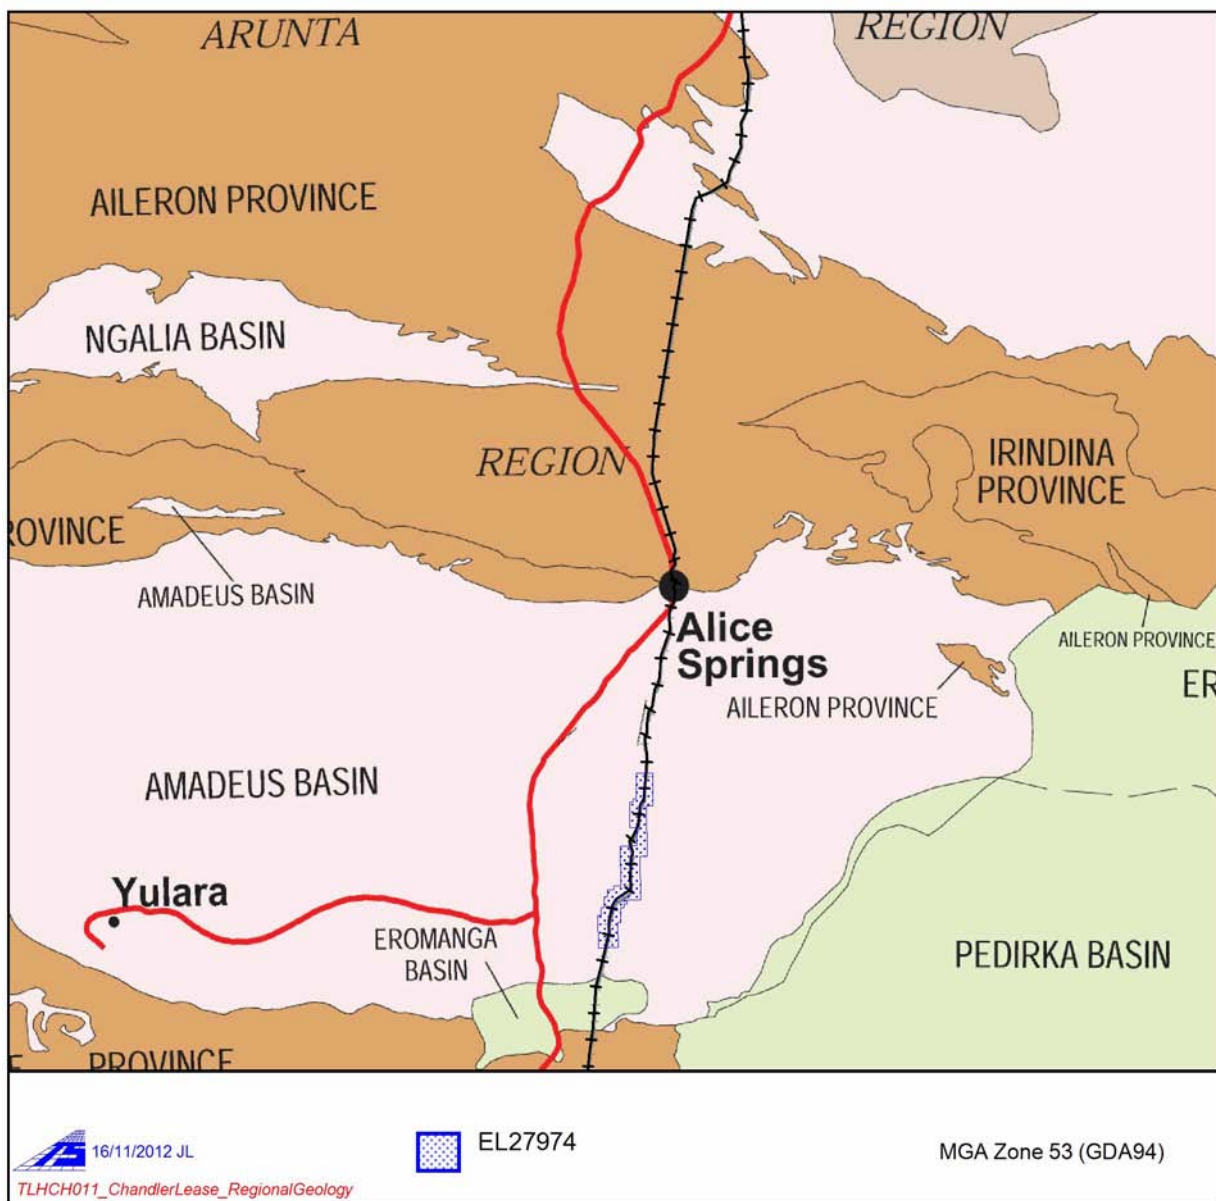 ARUNTA
REGION
AILERON PROVINCE
NGALIA BASIN
REGION
IRINDINA
PROVINCE
ROVINCE
AMADEUS BASIN
Alice
Springs
AILERON PROVINCE
ER
AILERON PROVINCE
AMADEUS BASIN
Yulara
EROMANGA
BASIN
PEDIRKA BASIN
PROVINCE
16/11/2012 JL
EL27974
MGA Zone 53 (GDA94)
TLHCH011_ChandlerLease_RegionalGeology